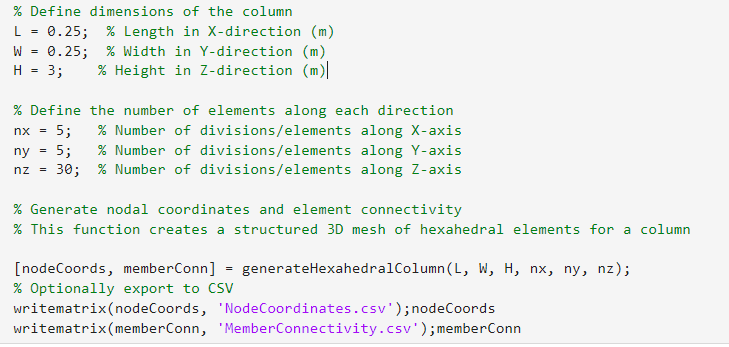 % Define dimensions of the column
L = 0.25;  % Length in X-direction (m)
W = 0.25;  % Width in Y-direction (m)
H = 3;    % Height in Z-direction (m)
% Define the number of elements along each direction
nx = 5;   % Number of divisions/elements along X-axis
ny = 5;   % Number of divisions/elements along Y-axis
nz = 30;  % Number of divisions/elements along Z-axis
% Generate nodal coordinates and element connectivity
% This function creates a structured 3D mesh of hexahedral elements for a column
[nodeCoords, memberConn] = generateHexahedralColumn(L, W, H, nx, ny, nz);
% Optionally export to CSV
writematrix(nodeCoords, 'NodeCoordinates.csv');nodeCoords
writematrix(memberConn, 'MemberConnectivity.csv');memberConn